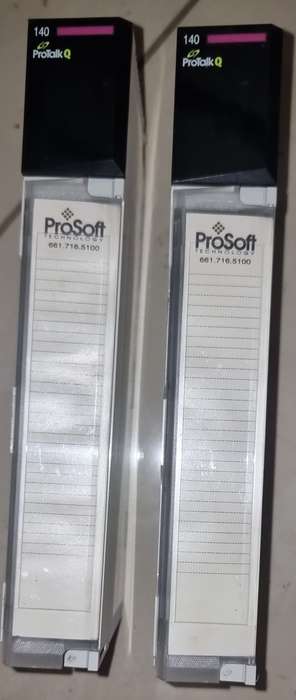 140
ProTalk Q
ProSoft
TECHNOLOGY
661.716.5100
140
ProTalk Q
ProSoft
TECHNOLOGY
661.716.5100